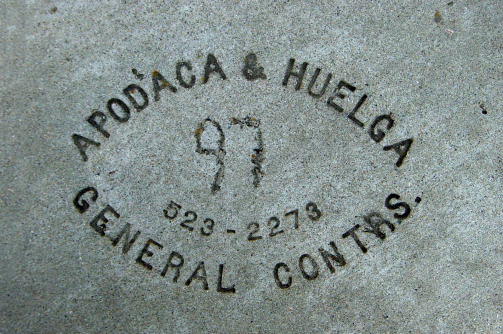 APODACA & HUELGA
97
523-2273
GENERAL CONTRS.